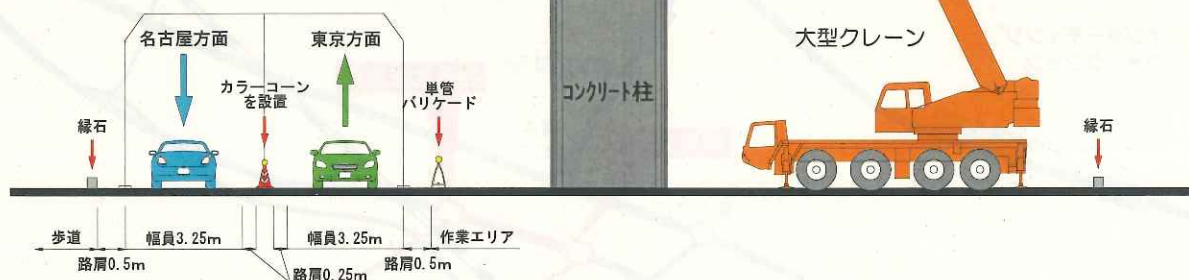 名古屋方面
東京方面
カラーコーン
を設置
単管
バリケード
縁石
コンクリート柱
大型クレーン
縁石
歩道
幅員3.25m
幅員3.25m
作業エリア
路肩0.5m
路肩0.25m
路肩0.5m